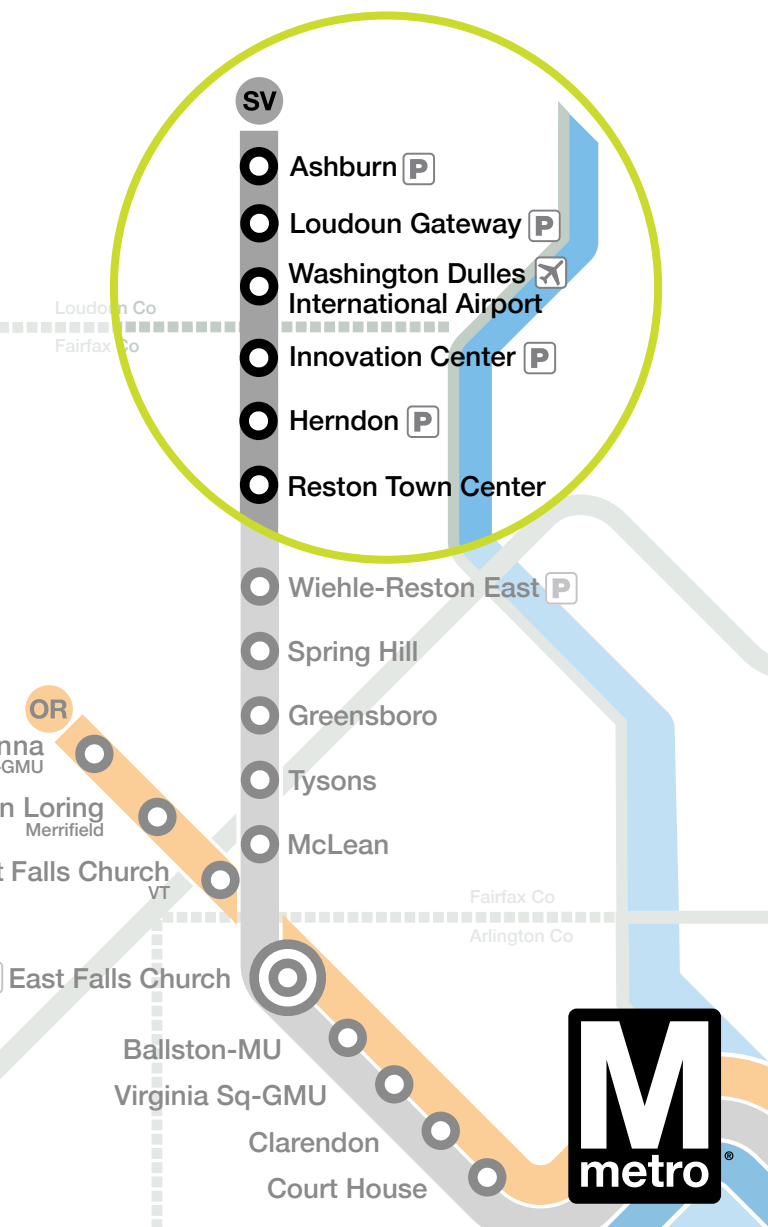 SV
Ashburn P
Loudoun Gateway P
Washington Dulles
International Airport
Loudoun Co
Fairfax Co
Innovation Center P
Herndon P
Reston Town Center
Wiehle-Reston East P
Spring Hill
OR
Greensboro
nna
-GMU
Tysons
n Loring
Merrifield
McLean
t Falls Church
VT
Fairfax Co
Arlington Co
East Falls Church
Ballston-MU
Virginia Sq-GMU
Clarendon
Court House
M
metro ®